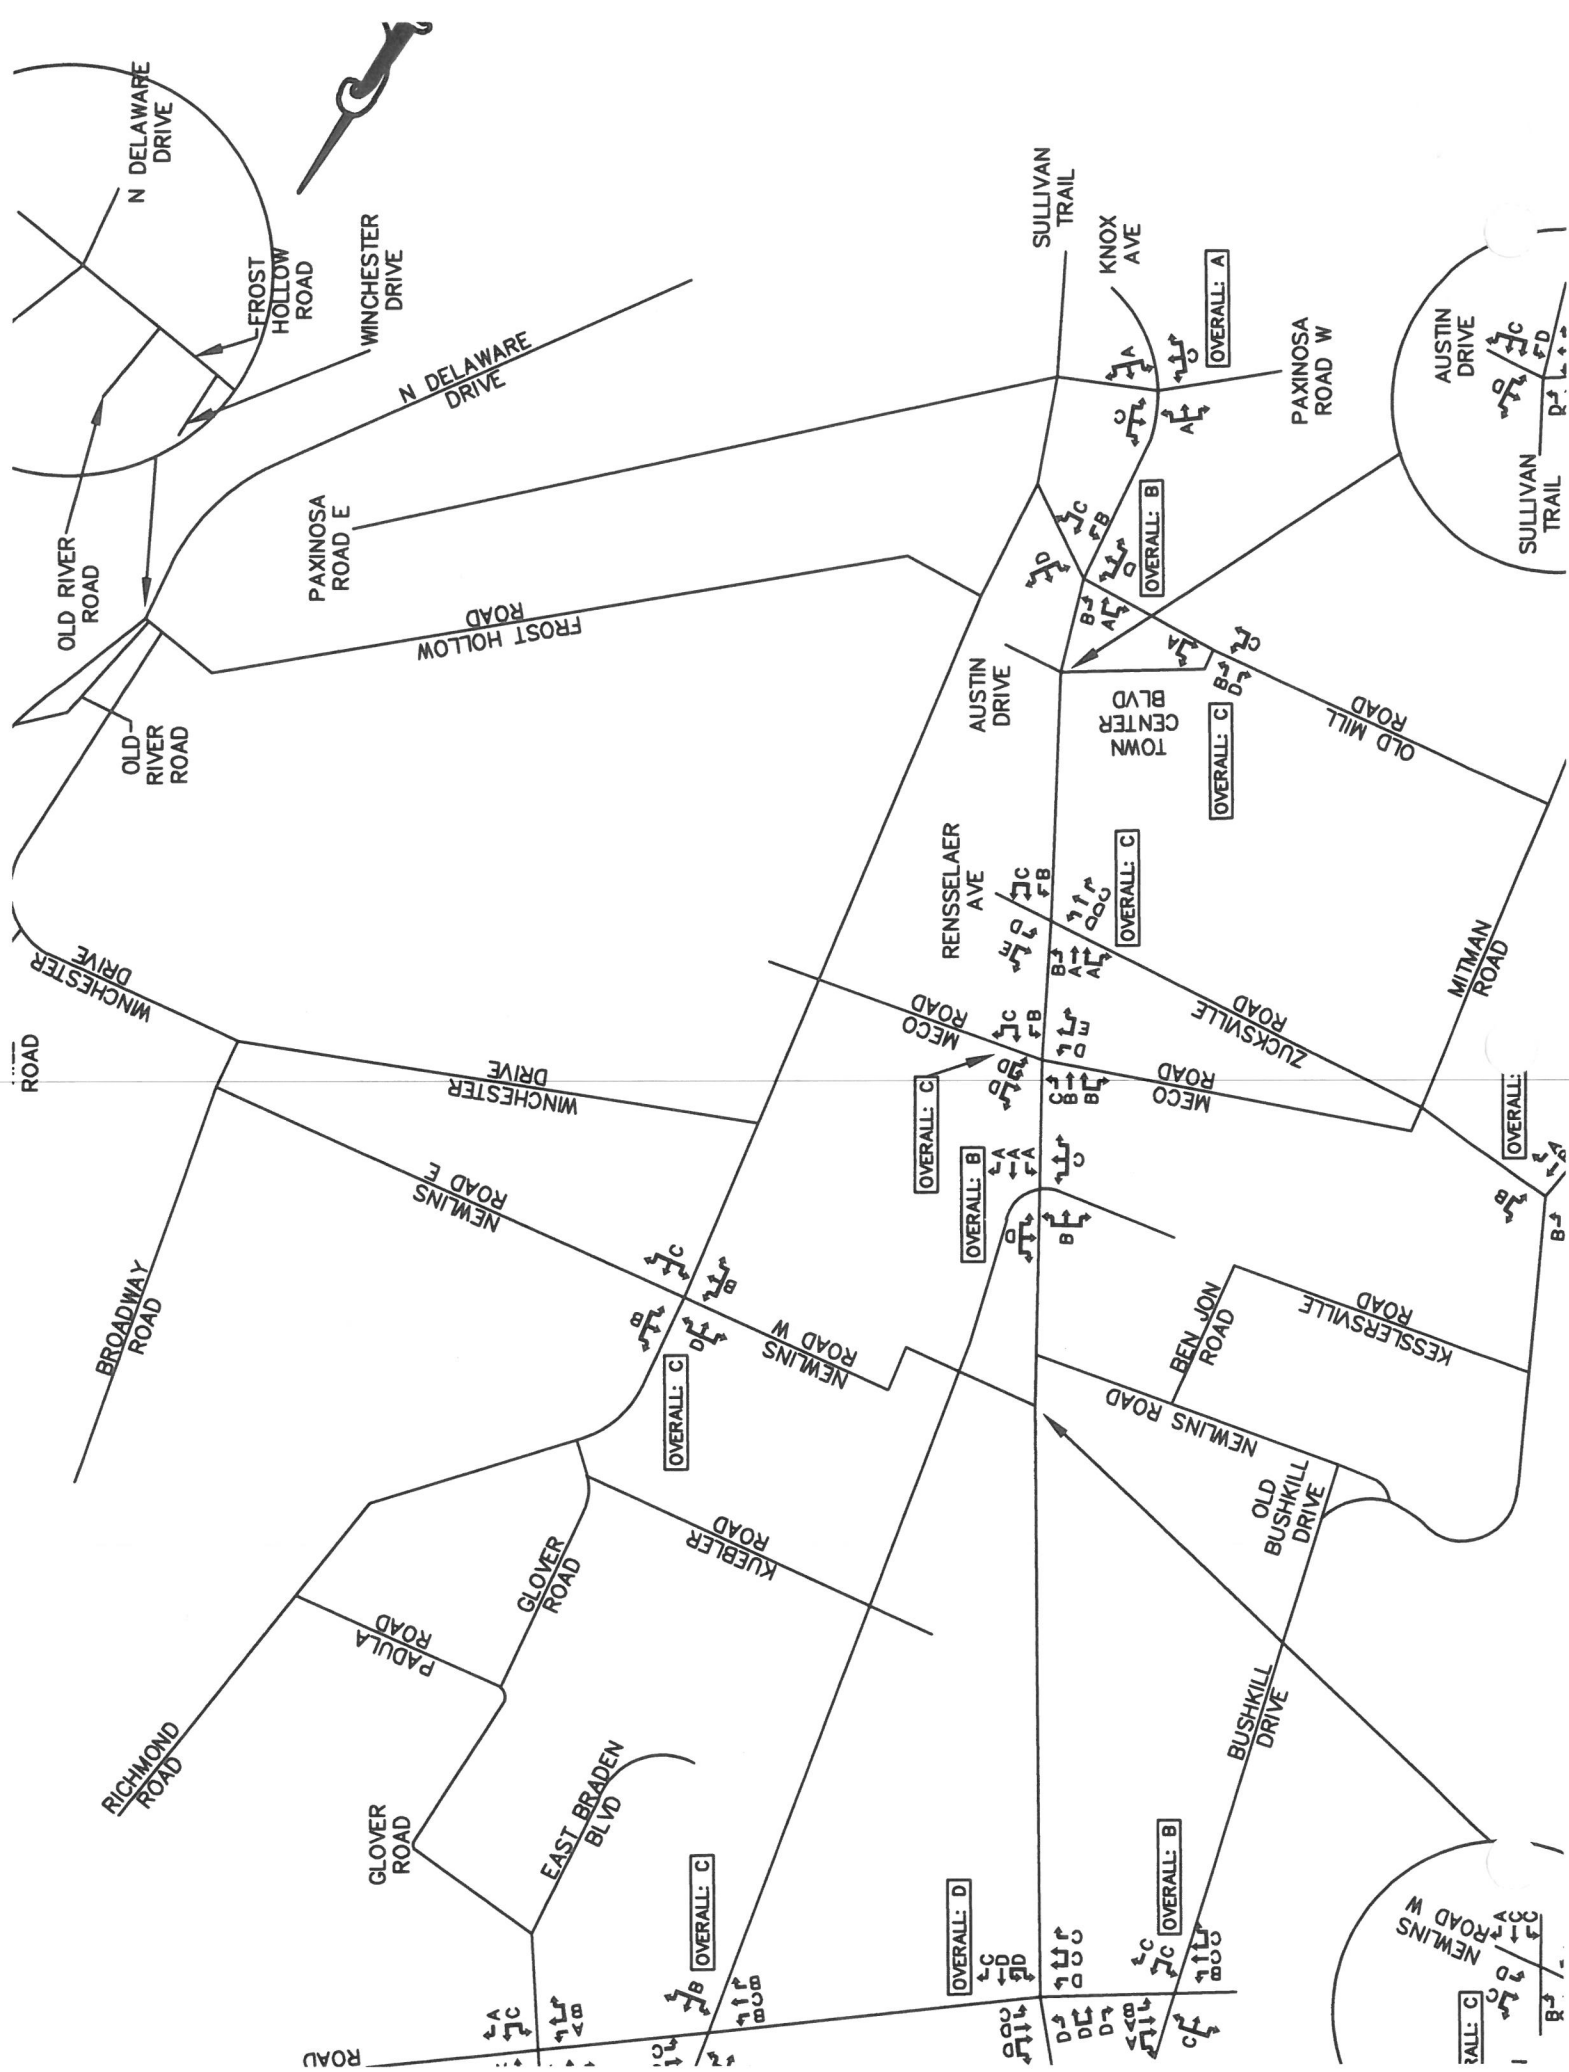 N DELAWARE
DRIVE
FROST
HOLLOW
ROAD
WINCHESTER
DRIVE
OLD RIVER
ROAD
N DELAWARE
DRIVE
SULLIVAN
TRAIL
KNOX
AVE
OVERALL: A
A
C
C
A
PAXINOSA
ROAD W
AUSTIN
DRIVE
C
D
D
D
SULLIVAN
TRAIL
PAXINOSA
ROAD E
FROST HOLLOW
ROAD
OLD
RIVER
ROAD
C
B
D
D
B
A
OVERALL: B
AUSTIN
DRIVE
TOWN
CENTER
BLVD
A
C
B
D
OVERALL: C
OLD MILL
ROAD
RENSSELAER
AVE
C
B
D
E
D
D
C
B
A
A
OVERALL: C
MITMAN
ROAD
WINCHESTER
DRIVE
ROAD
WINCHESTER
DRIVE
MECO
ROAD
C
B
D
D
D
E
C
B
B
OVERALL: C
ZUCKSVILLE
ROAD
MECO
ROAD
OVERALL:
A
B
B
OVERALL: B
A
A
A
C
D
B
NEWLINS
ROAD E
BROADWAY
ROAD
C
B
B
D
OVERALL: C
NEWLINS
ROAD W
BEN JON
ROAD
KESSLERSVILLE
ROAD
NEWLINS ROAD
OLD
BUSHKILL
DRIVE
KUEBLER
ROAD
GLOVER
ROAD
PADULA
ROAD
RICHMOND
ROAD
BUSHKILL
DRIVE
GLOVER
ROAD
EAST BRADEN
BLVD
OVERALL: C
B
B
C
B
A
C
A
B
ROAD
OVERALL: D
C
D
D
D
C
C
D
D
C
C
D
D
D
OVERALL: B
C
C
B
C
C
A
A
B
C
NEWLINS
ROAD W
A
C
C
D
C
B
RALL: C